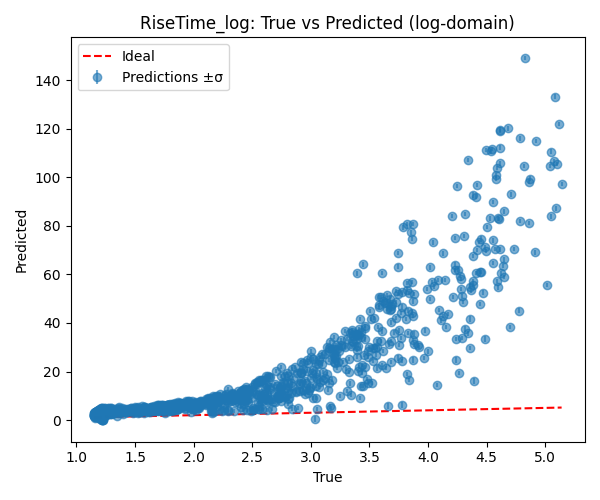 RiseTime_log: True vs Predicted (log-domain)
Ideal
Predictions ±σ
Predicted
140
120
100
80
60
40
20
0
1.0 1.5 2.0 2.5 3.0 3.5 4.0 4.5 5.0
True